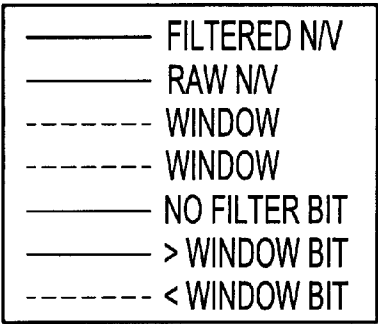 FILTERED N/V
RAW N/V
WINDOW
WINDOW
NO FILTER BIT
> WINDOW BIT
< WINDOW BIT